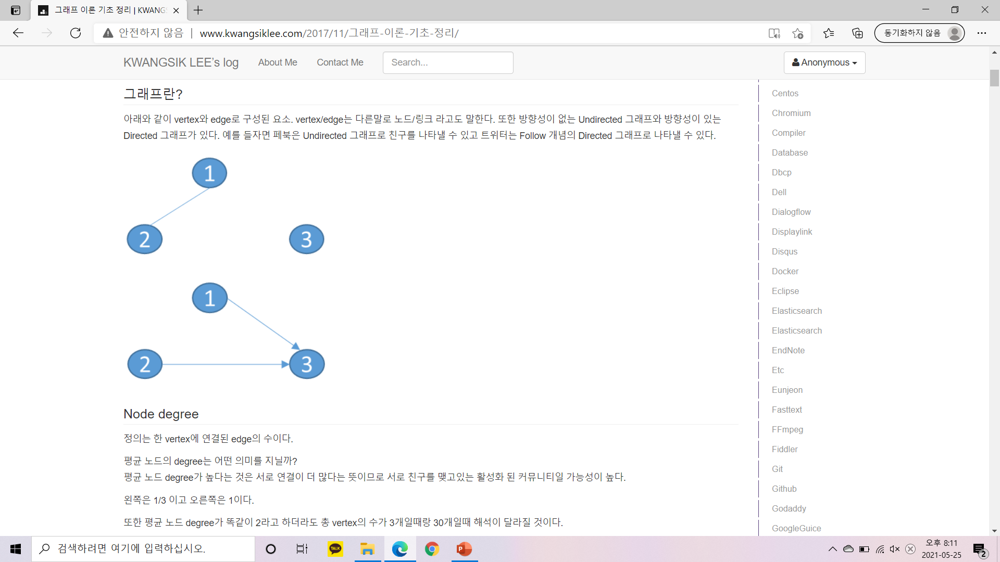 그래프 이론 기초 정리 | KWANGS
안전하지 않음 | www.kwangsiklee.com/2017/11/그래프-이론-기초-정리/
동기화하지 않음
KWANGSIK LEE's log
About Me
Contact Me
Search...
Anonymous
그래프란?
아래와 같이 vertex와 edge로 구성된 요소. vertex/edge는 다른말로 노드/링크 라고도 말한다. 또한 방향성이 없는 Undirected 그래프와 방향성이 있는
Directed 그래프가 있다. 예를 들자면 페북은 Undirected 그래프로 친구를 나타낼 수 있고 트위터는 Follow 개념의 Directed 그래프로 나타낼 수 있다.
1
2
3
1
2
3
Node degree
정의는 한 vertex에 연결된 edge의 수이다.
평균 노드의 degree는 어떤 의미를 지닐까?
평균 노드 degree가 높다는 것은 서로 연결이 더 많다는 뜻이므로 서로 친구를 맺고있는 활성화 된 커뮤니티일 가능성이 높다.
왼쪽은 1/3 이고 오른쪽은 1이다.
또한 평균 노드 degree가 똑같이 2라고 하더라도 총 vertex의 수가 3개일때랑 30개일때 해석이 달라질 것이다.
Centos
Chromium
Compiler
Database
Dbcp
Dell
Dialogflow
Displaylink
Disqus
Docker
Eclipse
Elasticsearch
Elasticsearch
EndNote
Etc
Eunjeon
Fasttext
FFmpeg
Fiddler
Git
Github
Godaddy
GoogleGuice
검색하려면 여기에 입력하십시오.
TALK
P
오후 8:11
2021-05-25
2